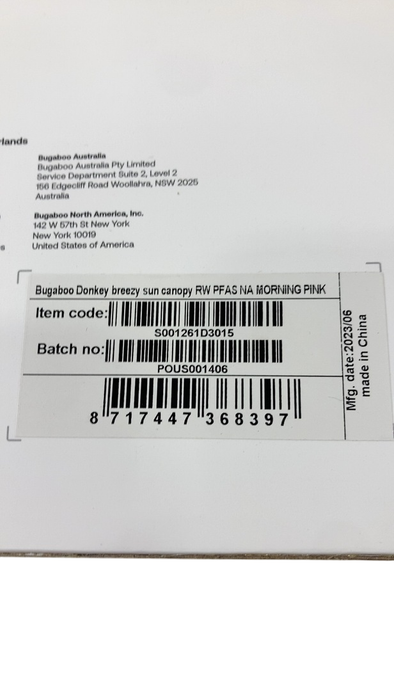 rlands
Bugaboo Australia
Bugaboo Australia Pty Limited
Service Department Suite 2, Level 2
156 Edgecliff Road Woollahra, NSW 2025
Australia
Bugaboo North America, Inc.
142 W 57th St New York
New York 10019
s United States of America
Bugaboo Donkey breezy sun canopy RW PFAS NA MORNING PINK
Item code:
S001261D3015
Batch no:
POUS001406
8 717447 368397
Mfg. date:2023/06
made in China